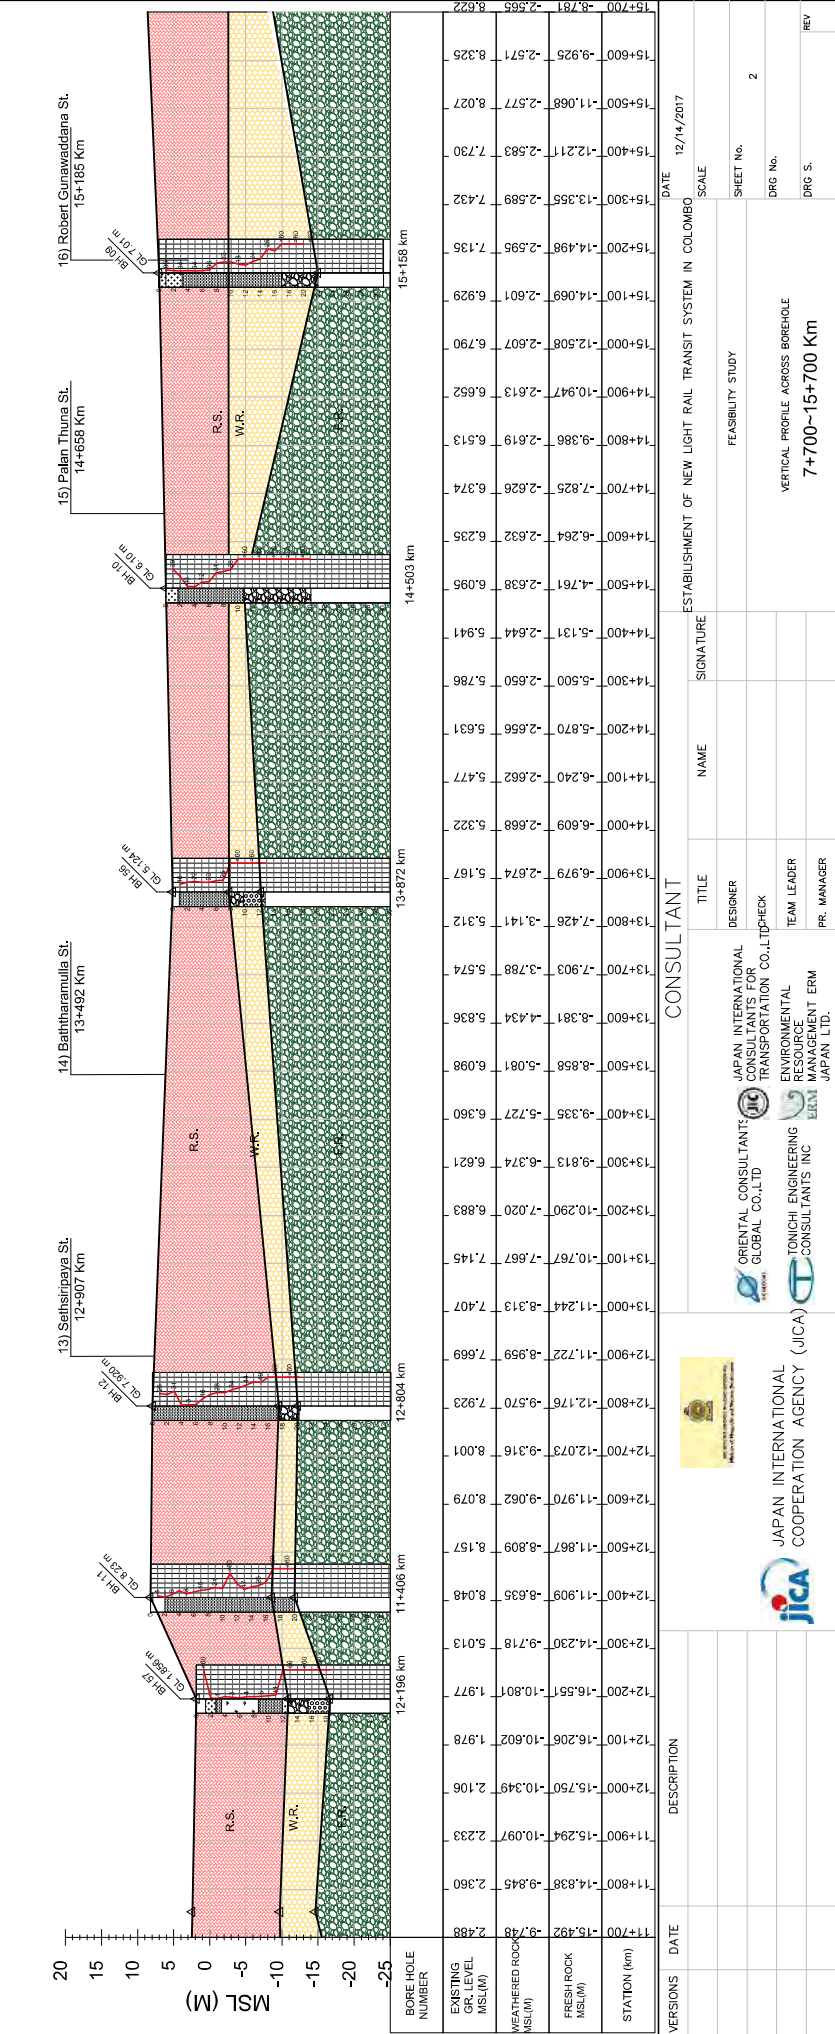 16) Robert Gunawaddana St.
15+185 Km
15) Palan Thuna St.
14+658 Km
14) Baththaramulla St.
13+492 Km
13) Sethsiripaya St.
12+907 Km
BH 57
GL 1.856 m
BH 11
GL 8.23 m
BH 12
GL 7.920 m
BH 56
GL 5.124 m
BH 10
GL 6.10 m
BH 09
GL 7.01 m
R.S.
W.R.
R.S.
W.R.
R.S.
W.R.
MSL (M)
20
15
10
5
0
-5
-10
-15
-20
-25
BORE HOLE
NUMBER
12+196 km
11+406 km
12+804 km
13+872 km
14+503 km
15+158 km
EXISTING
GR. LEVEL
MSL(M)
2.488 2.360 2.233 2.106 1.978 1.977 5.013 8.048 8.157 8.079 8.001 7.923 7.669 7.407 7.145 6.883 6.621 6.360 6.098 5.836 5.574 5.312 5.167 5.322 5.477 5.631 5.786 5.941 6.095 6.235 6.374 6.513 6.652 6.790 6.929 7.135 7.432 7.730 8.027 8.325 8.622
WEATHERED ROCK
MSL(M)
-9.748 -9.845 -10.097 -10.349 -10.602 -10.801 -9.718 -8.635 -8.809 -9.062 -9.316 -9.570 -8.959 -8.313 -7.667 -7.020 -6.374 -5.727 -5.081 -4.434 -3.788 -3.141 -2.674 -2.668 -2.662 -2.656 -2.650 -2.644 -2.638 -2.632 -2.626 -2.619 -2.613 -2.607 -2.601 -2.595 -2.589 -2.583 -2.577 -2.571 -2.565
FRESH ROCK
MSL(M)
-15.492 -14.838 -15.294 -15.750 -16.206 -16.551 -14.230 -11.909 -11.867 -11.970 -12.073 -12.176 -11.722 -11.244 -10.767 -10.290 -9.813 -9.335 -8.858 -8.381 -7.903 -7.426 -6.979 -6.609 -6.240 -5.870 -5.500 -5.131 -4.761 -6.264 -7.825 -9.386 -10.947 -12.508 -14.069 -14.498 -13.355 -12.211 -11.068 -9.925 -8.781
STATION (km)
11+700 11+800 11+900 12+000 12+100 12+200 12+300 12+400 12+500 12+600 12+700 12+800 12+900 13+000 13+100 13+200 13+300 13+400 13+500 13+600 13+700 13+800 13+900 14+000 14+100 14+200 14+300 14+400 14+500 14+600 14+700 14+800 14+900 15+000 15+100 15+200 15+300 15+400 15+500 15+600 15+700
VERSIONS
DATE
DESCRIPTION
JICA
JAPAN INTERNATIONAL
COOPERATION AGENCY (JICA)
CONSULTANT
ORIENTAL CONSULTANTS
GLOBAL CO.,LTD
JIC
JAPAN INTERNATIONAL
CONSULTANTS FOR
TRANSPORTATION CO.,LTD
TONICHI ENGINEERING
CONSULTANTS INC
ERM
ENVIRONMENTAL
RESOURCE
MANAGEMENT ERM
JAPAN LTD.
TITLE
NAME
SIGNATURE
DESIGNER
CHECK
TEAM LEADER
PR. MANAGER
ESTABILISHMENT OF NEW LIGHT RAIL TRANSIT SYSTEM IN COLOMBO
FEASIBILITY STUDY
VERTICAL PROFILE ACROSS BOREHOLE
7+700~15+700 Km
DATE
12/14/2017
SCALE
SHEET No.
2
DRG No.
DRG S.
REV